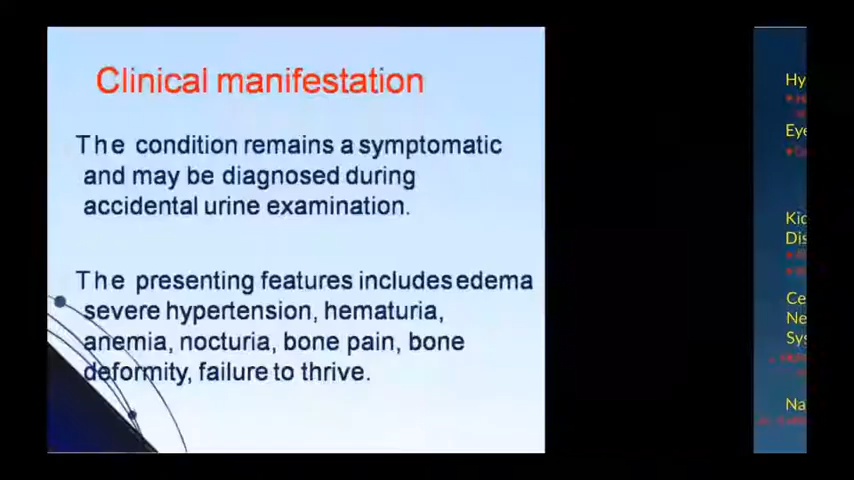 Clinical manifestation
The condition remains a symptomatic
and may be diagnosed during
accidental urine examination.
The presenting features includes edema
severe hypertension, hematuria,
anemia, nocturia, bone pain, bone
deformity, failure to thrive.
Hy
Eye
Kid
Dis
Ce
Ne
Sys
Na